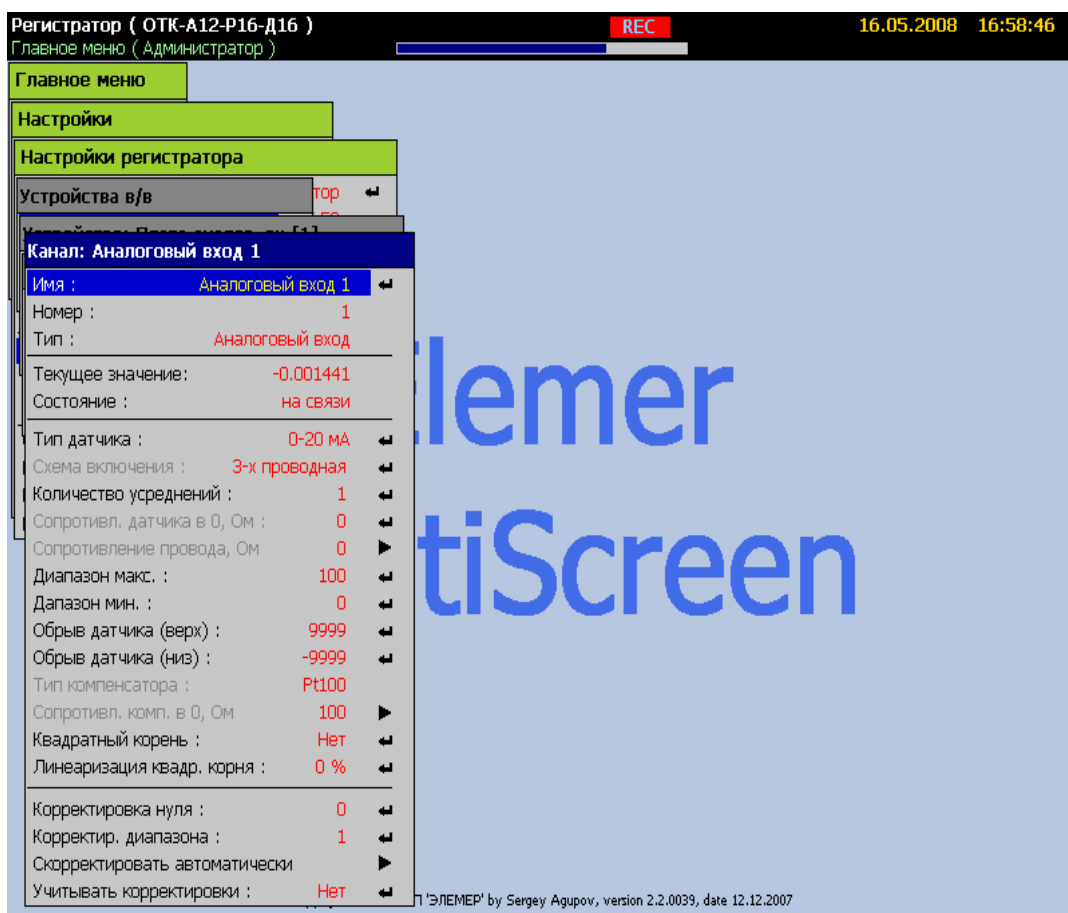 Регистратор ( ОТК-А12-Р16-Д16 ) REC 16.05.2008 16:58:46
Главное меню ( Администратор )
Главное меню
Настройки
Настройки регистратора
Устройства в/в тор
Канал: Аналоговый вход 1
Имя : Аналоговый вход 1
Номер : 1
Тип : Аналоговый вход
Текущее значение: -0.001441
Состояние : на связи
Тип датчика : 0-20 мА
Схема включения : 3-х проводная
Количество усреднений : 1
Сопротивл. датчика в 0, Ом : 0
Сопротивление провода, Ом 0
Диапазон макс. : 100
Дапазон мин. : 0
Обрыв датчика (верх) : 9999
Обрыв датчика (низ) : -9999
Тип компенсатора : Pt100
Сопротивл. комп. в 0, Ом 100
Квадратный корень : Нет
Линеаризация квадр. корня : 0 %
Корректировка нуля : 0
Корректир. диапазона : 1
Скорректировать автоматически
Учитывать корректировки : Нет
lemer
tiScreen
П 'ЭЛЕМЕР' by Sergey Agupov, version 2.2.0039, date 12.12.2007